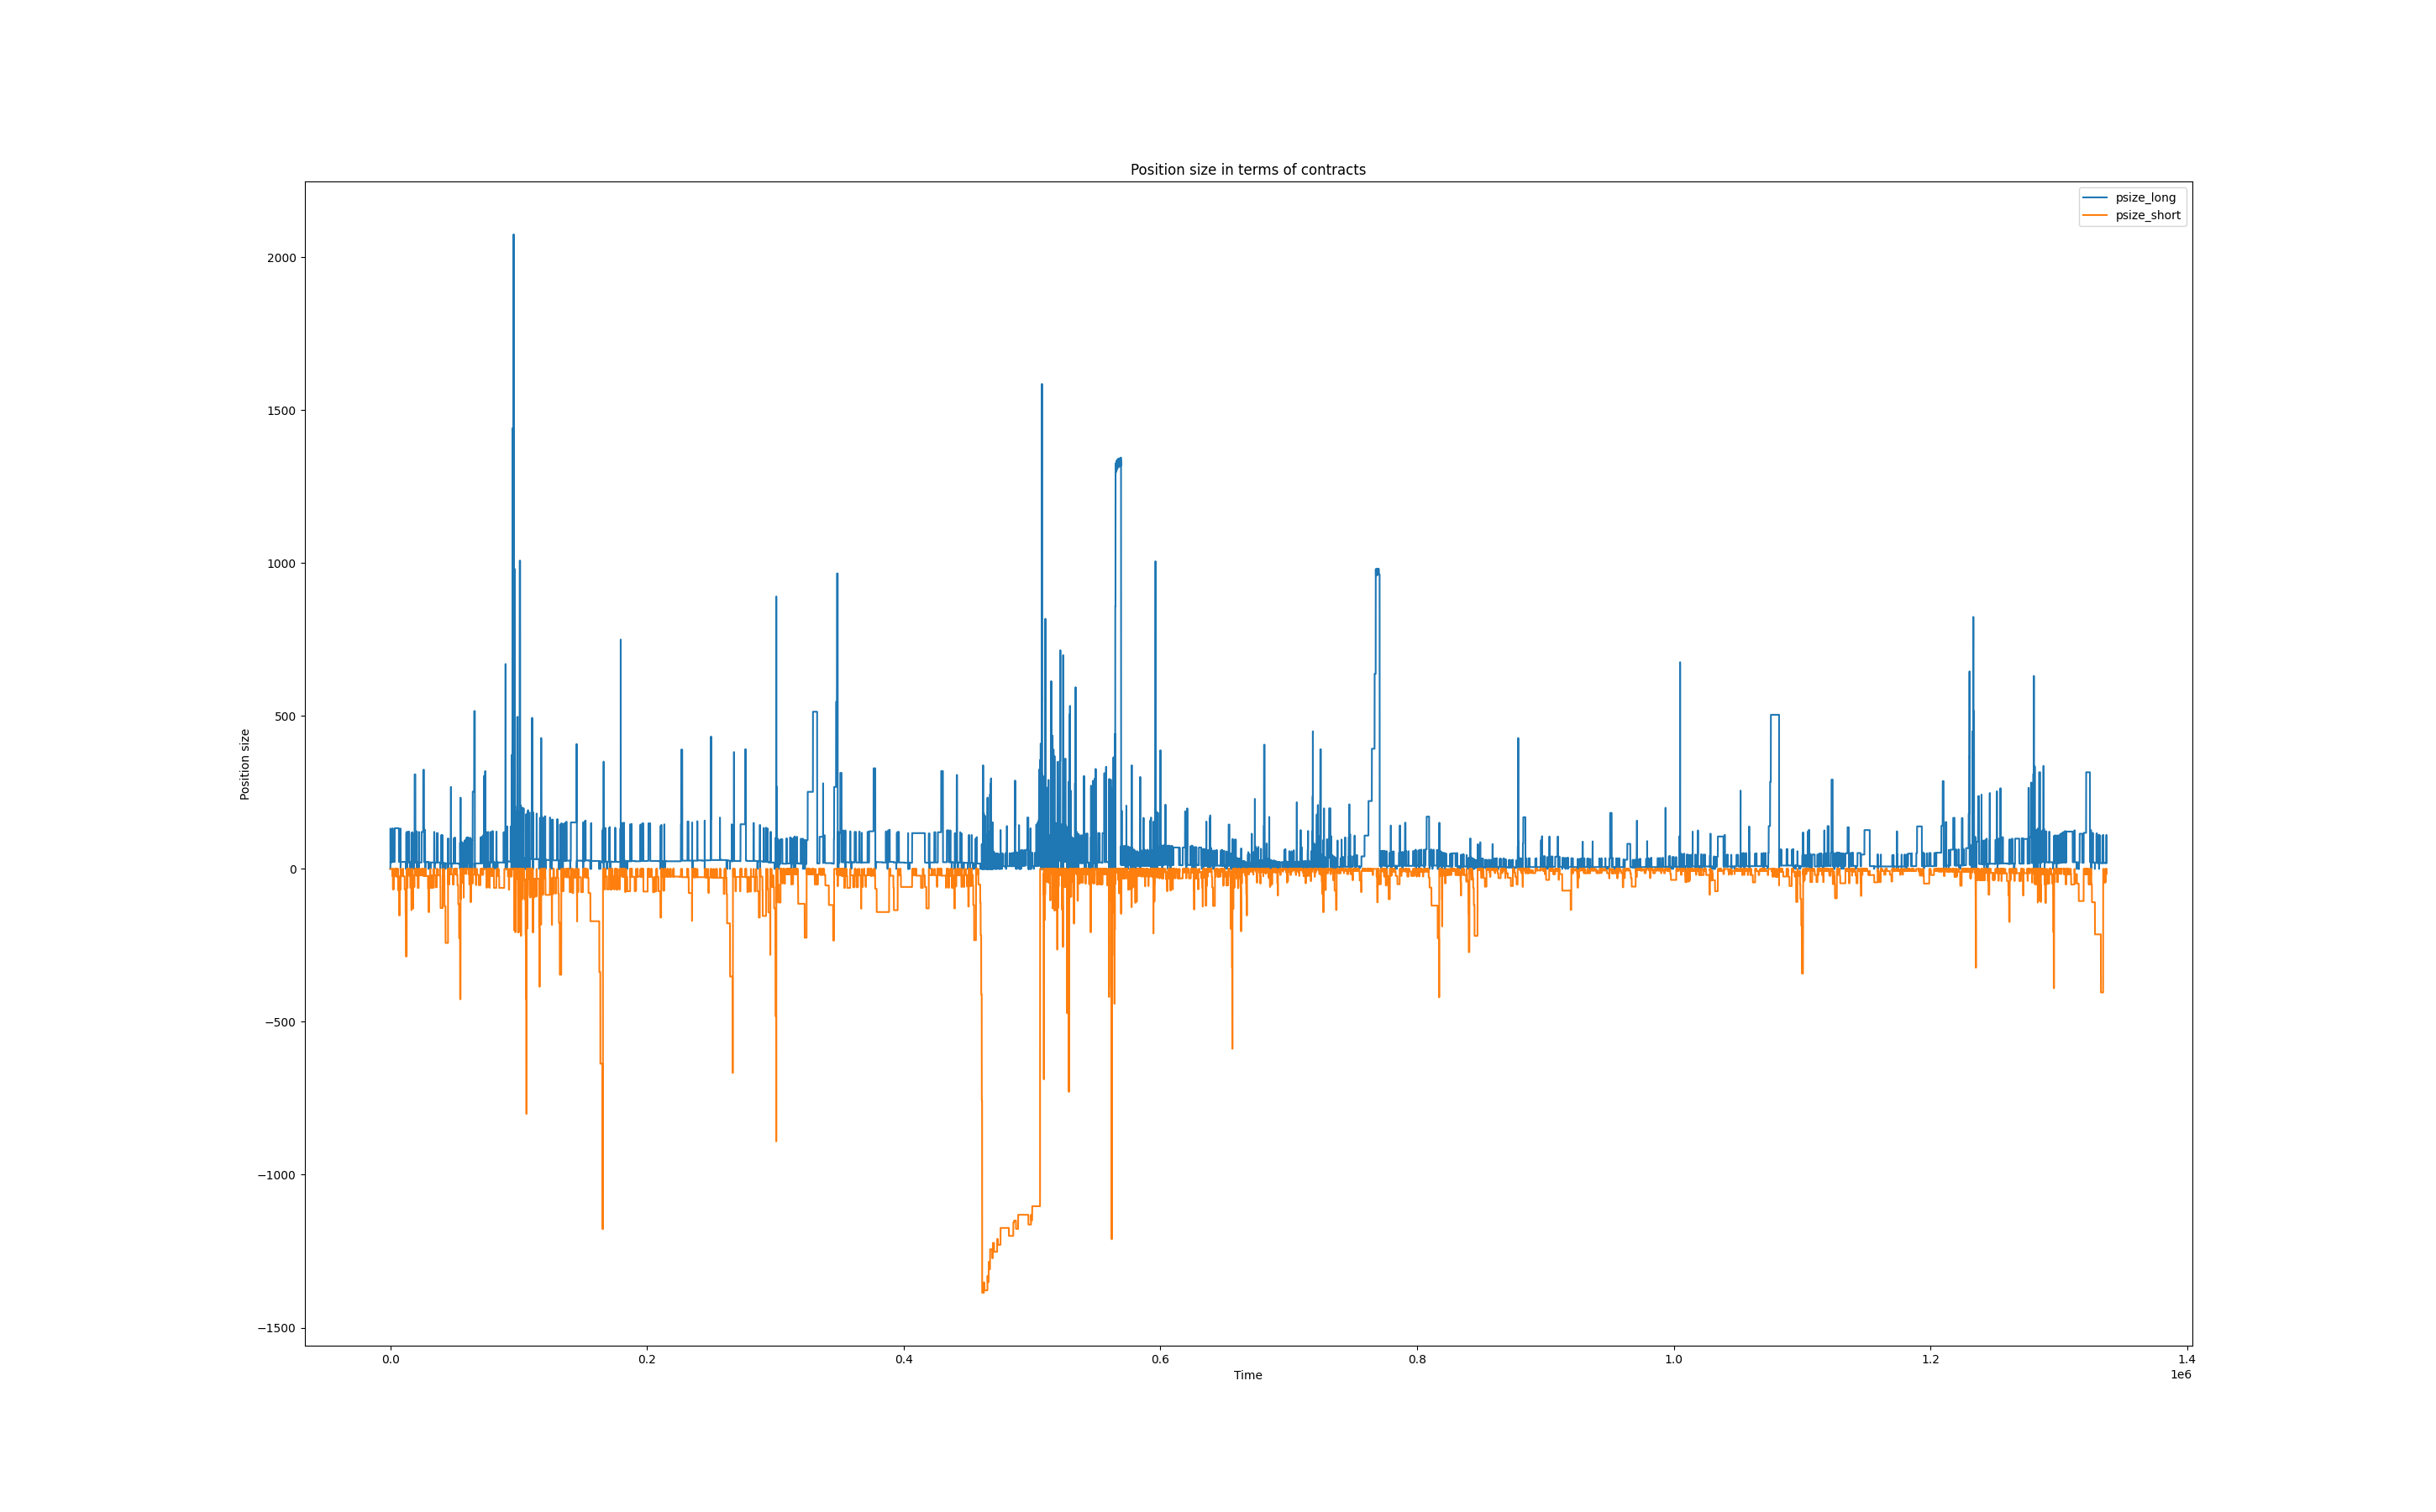 Position size in terms of contracts
psize_long
psize_short
2000
1500
1000
500
0
−500
−1000
−1500
Position size
0.0 0.2 0.4 0.6 0.8 1.0 1.2 1.4
Time
1e6